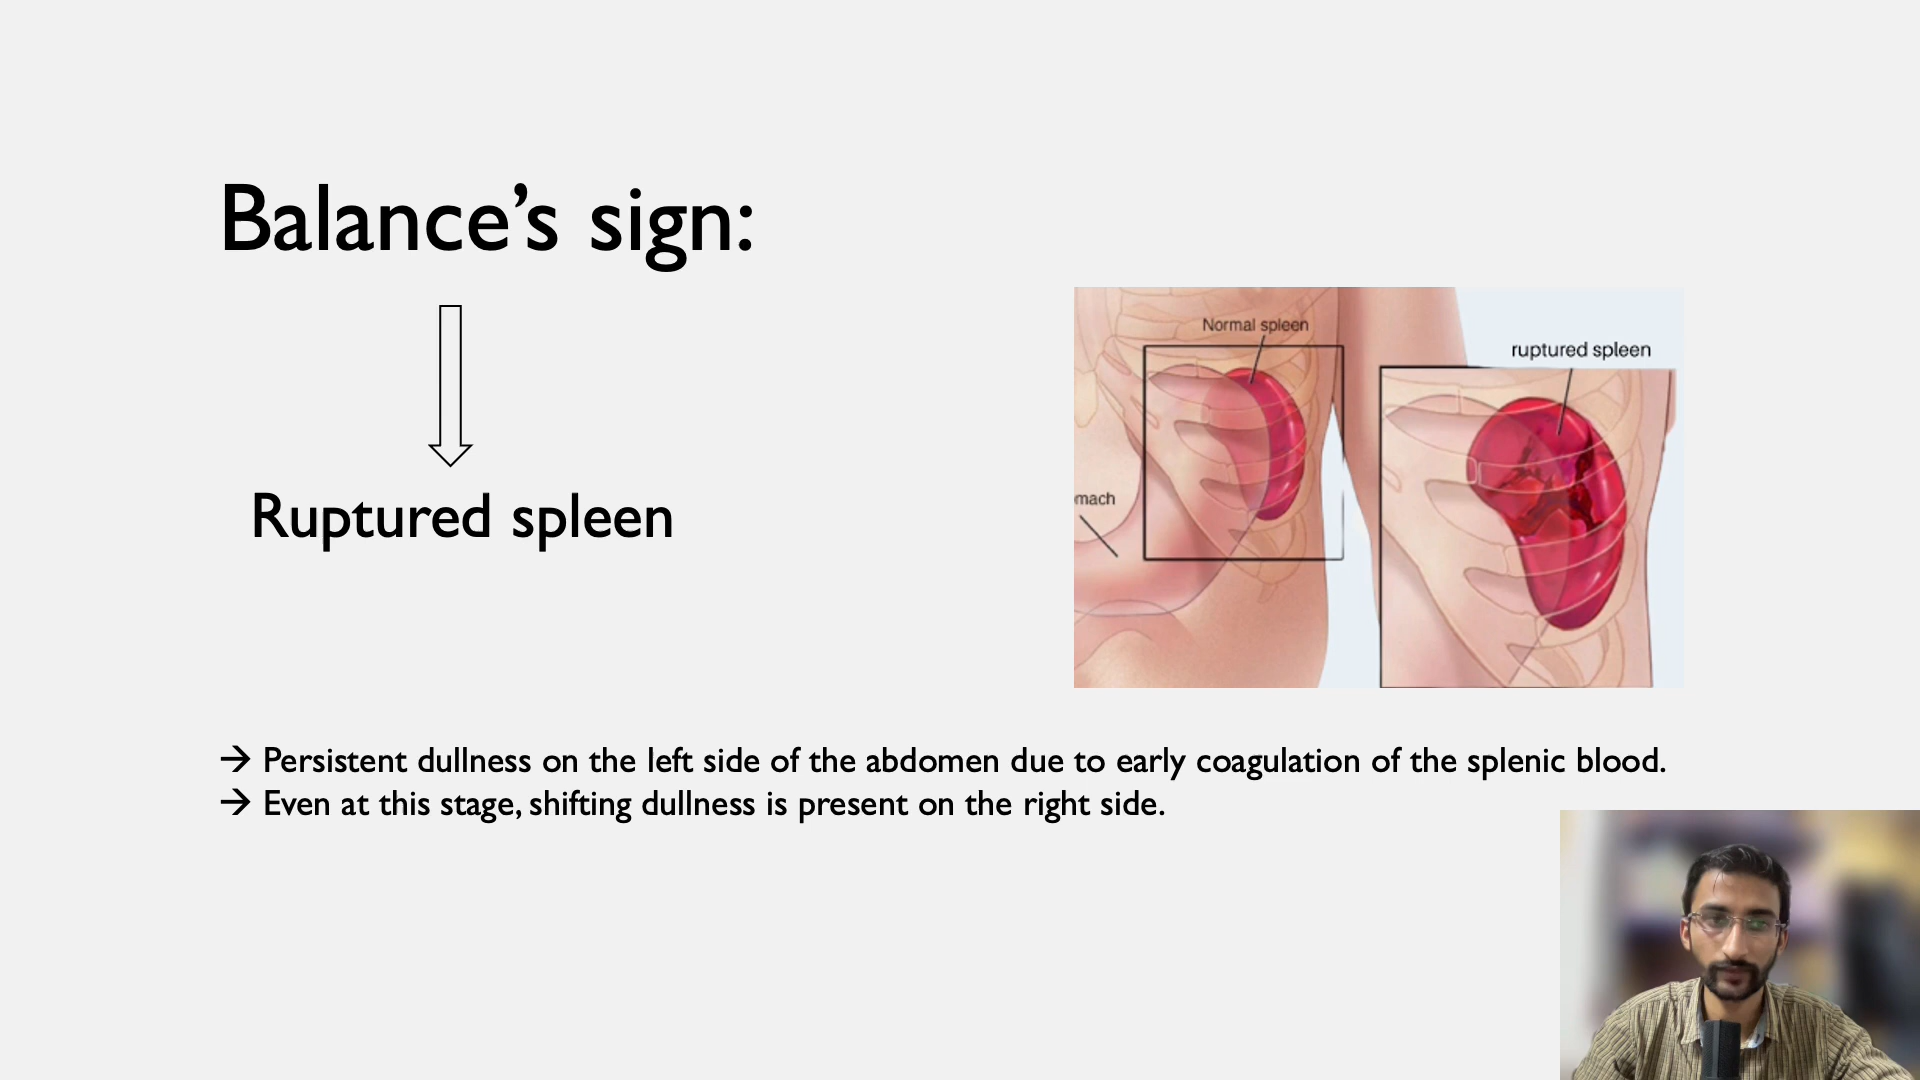 Balance’s sign:
Ruptured spleen
Normal spleen
ruptured spleen
mach
→ Persistent dullness on the left side of the abdomen due to early coagulation of the splenic blood.
→ Even at this stage, shifting dullness is present on the right side.